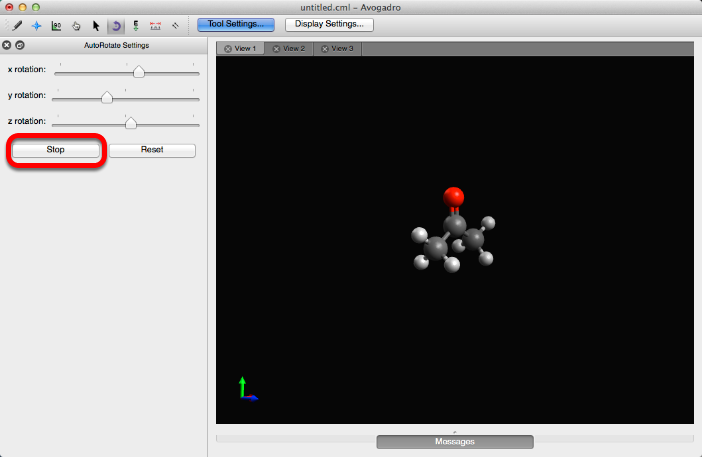 untitled.cml – Avogadro
90
E
Tool Settings...
Display Settings...
AutoRotate Settings
View 1
View 2
View 3
x rotation:
y rotation:
z rotation:
Stop
Reset
Messages